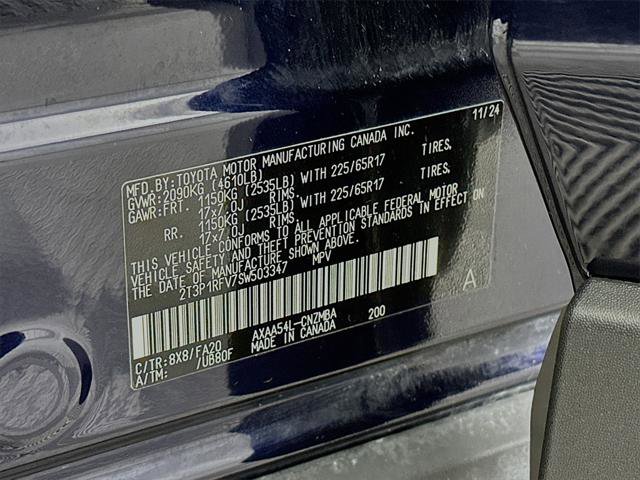 MFD.BY:TOYOTA MOTOR MANUFACTURING CANADA INC. 11/24
GVWR:2090KG (4610LB)
GAWR:FRT. 1150KG (2535LB) WITH 225/65R17 TIRES.
17x7.0J RIMS.
RR. 1150KG (2535LB) WITH 225/65R17 TIRES.
17x7.0J RIMS.
THIS VEHICLE CONFORMS TO ALL APPLICABLE FEDERAL MOTOR
VEHICLE SAFETY AND THEFT PREVENTION STANDARDS IN EFFECT ON
THE DATE OF MANUFACTURE SHOWN ABOVE.
2T3P1RFV7SW503347 MPV
A
C/TR:8X8/FA20 AXAA54L-CNZMBA 200
A/TM: /UB80F MADE IN CANADA